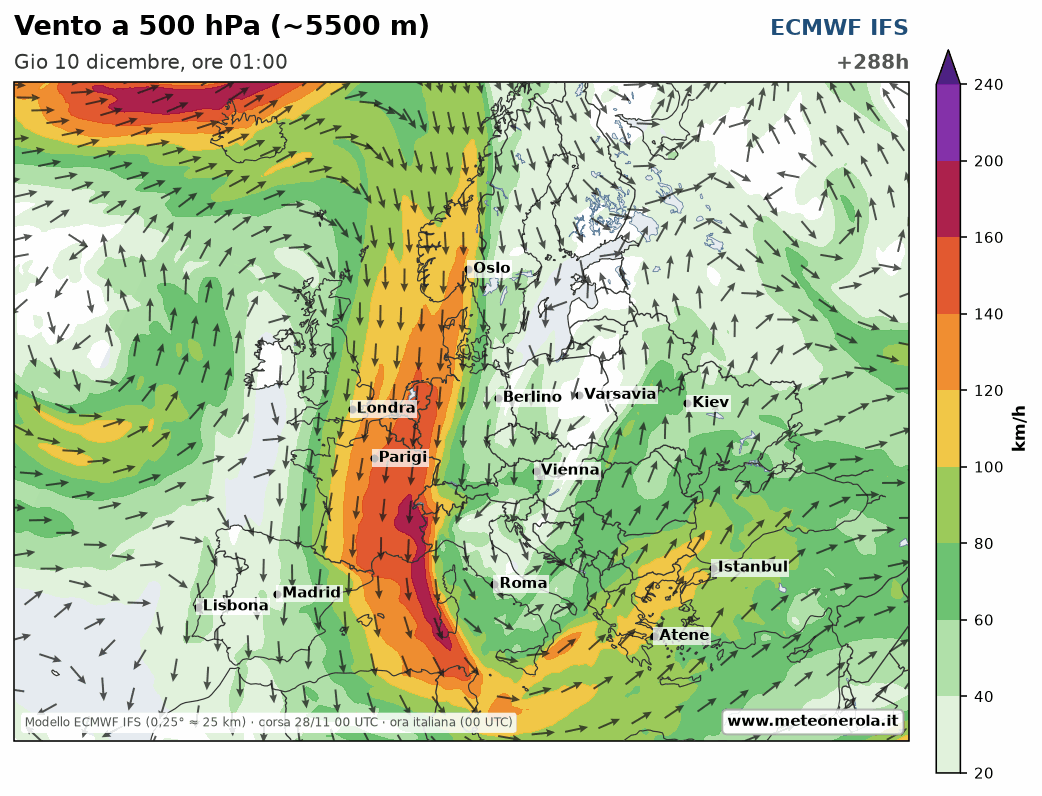 Vento a 500 hPa (~5500 m)
ECMWF IFS
Gio 10 dicembre, ore 01:00
+288h
240
200
160
140
120
100
80
60
40
20
km/h
Oslo
Berlino
Varsavia
Kiev
Londra
Parigi
Vienna
Istanbul
Roma
Madrid
Lisbona
Atene
Modello ECMWF IFS (0,25° ≈ 25 km) · corsa 28/11 00 UTC · ora italiana (00 UTC)
www.meteonerola.it